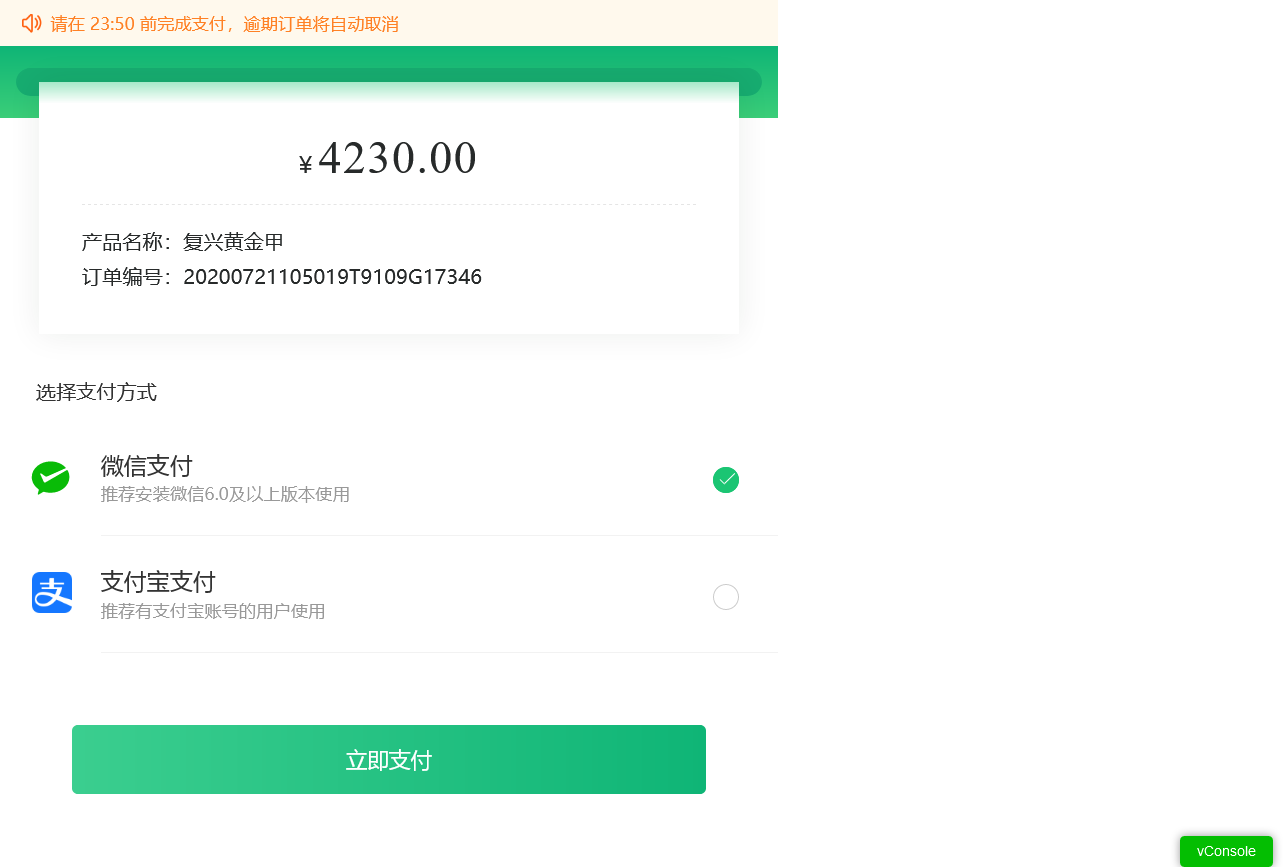 请在 23:50 前完成支付，逾期订单将自动取消
¥4230.00
产品名称：复兴黄金甲
订单编号：20200721105019T9109G17346
选择支付方式
微信支付
推荐安装微信6.0及以上版本使用
支
支付宝支付
推荐有支付宝账号的用户使用
立即支付
vConsole